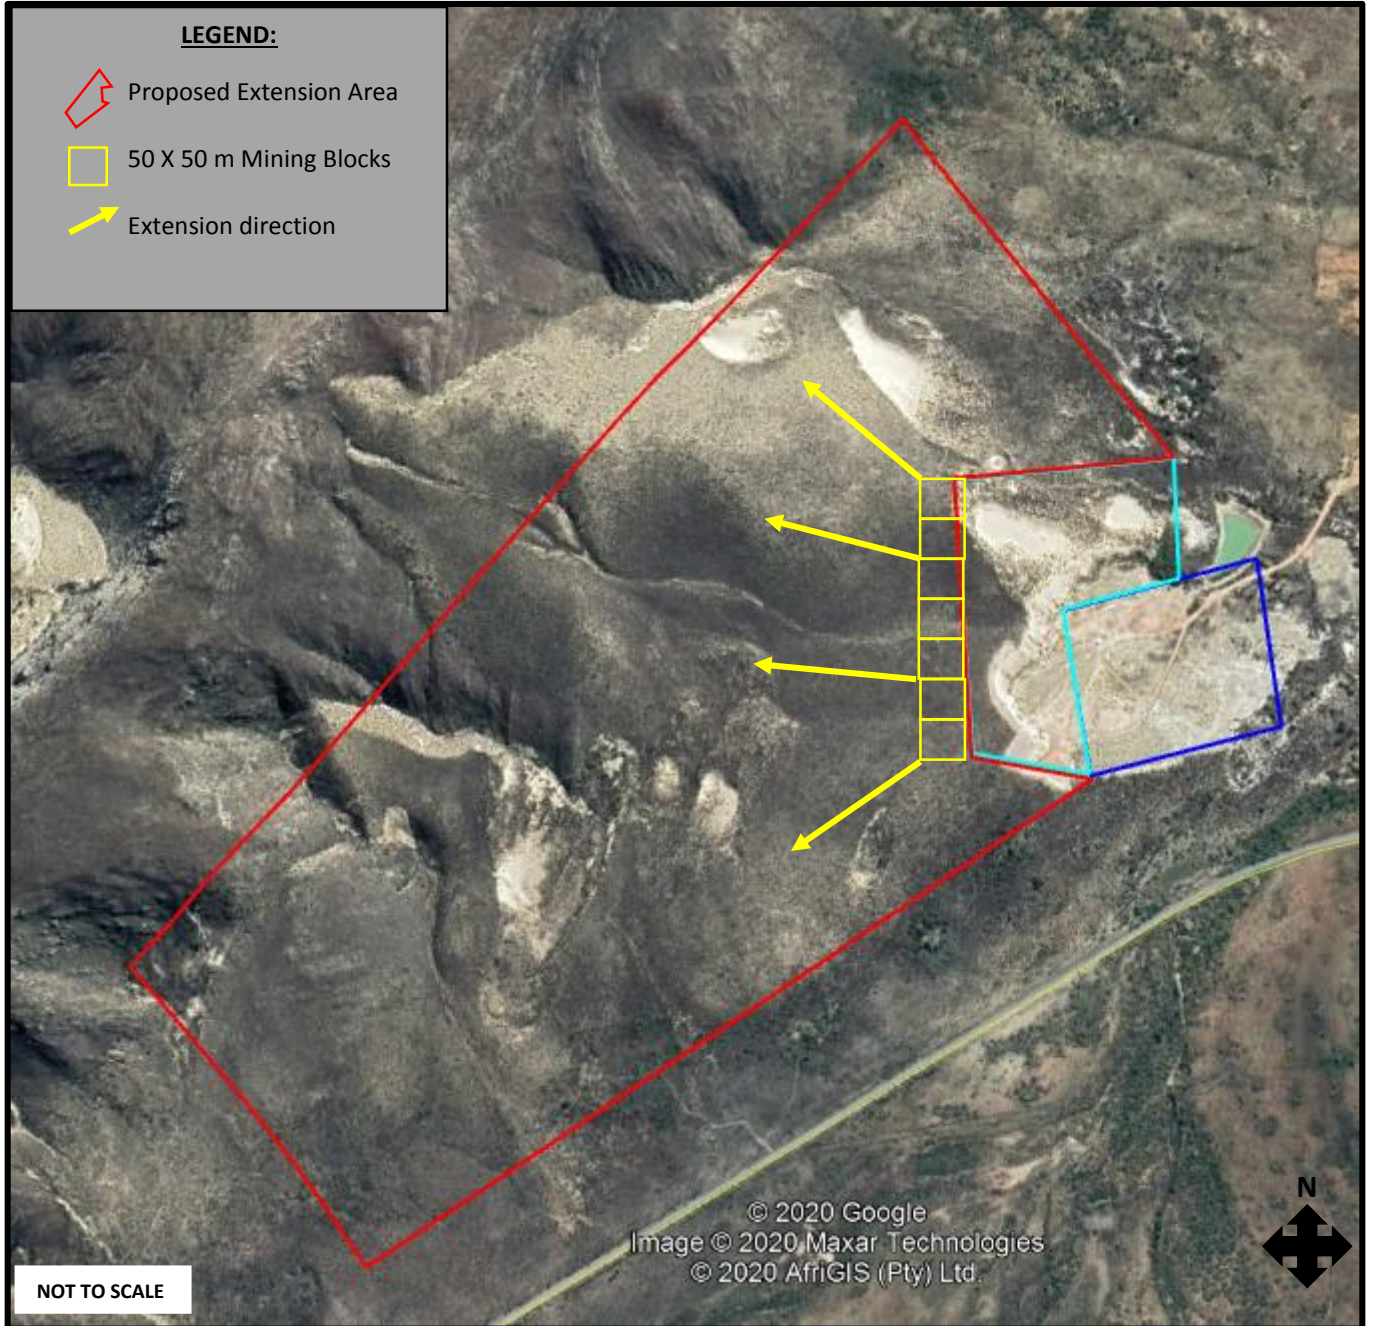 LEGEND:
Proposed Extension Area
50 X 50 m Mining Blocks
Extension direction
N
© 2020 Google
Image © 2020 Maxar Technologies
© 2020 AfriGIS (Pty) Ltd.
NOT TO SCALE